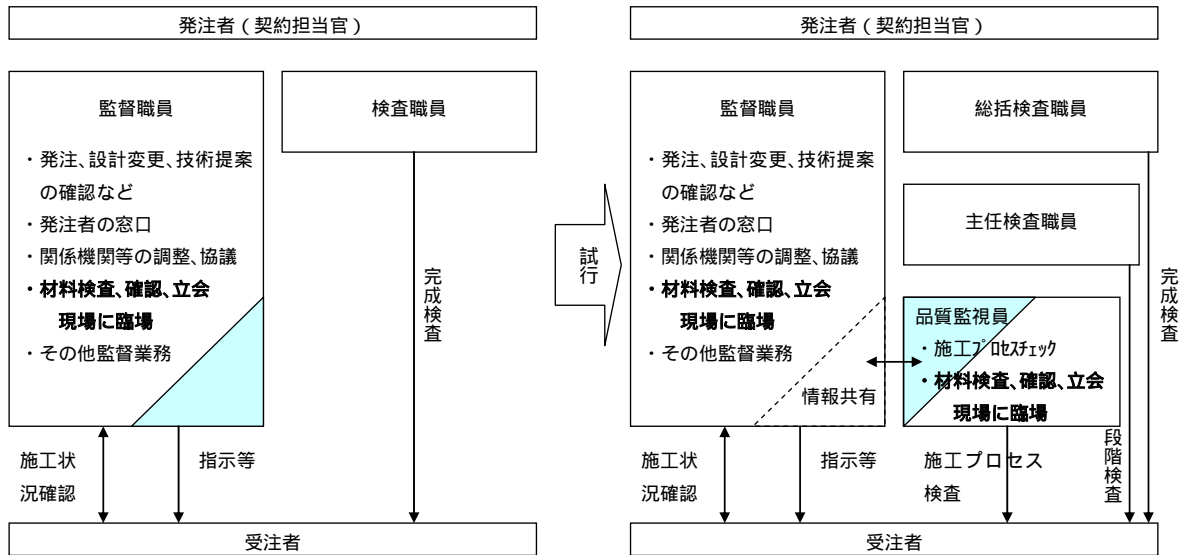 発注者（契約担当官）
監督職員
・発注、設計変更、技術提案
の確認など
・発注者の窓口
・関係機関等の調整、協議
・材料検査、確認、立会
現場に臨場
・その他監督業務
検査職員
完成検査
施工状
況確認
指示等
受注者
試行
発注者（契約担当官）
監督職員
・発注、設計変更、技術提案
の確認など
・発注者の窓口
・関係機関等の調整、協議
・材料検査、確認、立会
現場に臨場
・その他監督業務
情報共有
総括検査職員
主任検査職員
品質監視員
・施工ﾌﾟﾛｾｽﾁｪｯｸ
・材料検査、確認、立会
現場に臨場
完成検査
段階検査
施工状
況確認
指示等
施工プロセス
検査
受注者